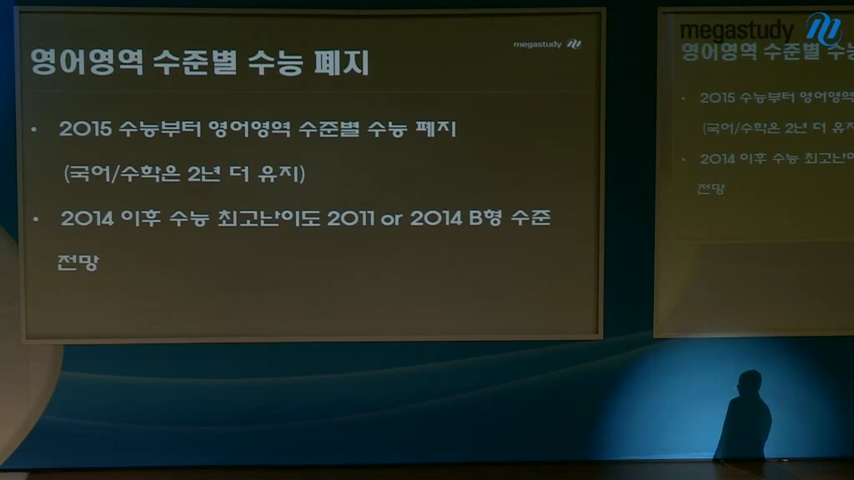 megastudy
영어영역 수준별 수능 폐지
• 2015 수능부터 영어영역 수준별 수능 폐지
(국어/수학은 2년 더 유지)
• 2014 이후 수능 최고난이도 2011 or 2014 B형 수준
전망
megastudy
영어영역 수준별 수능
• 2015 수능부터 영어영역
(국어/수학은 2년 더 유지
• 2014 이후 수능 최고난이
전망